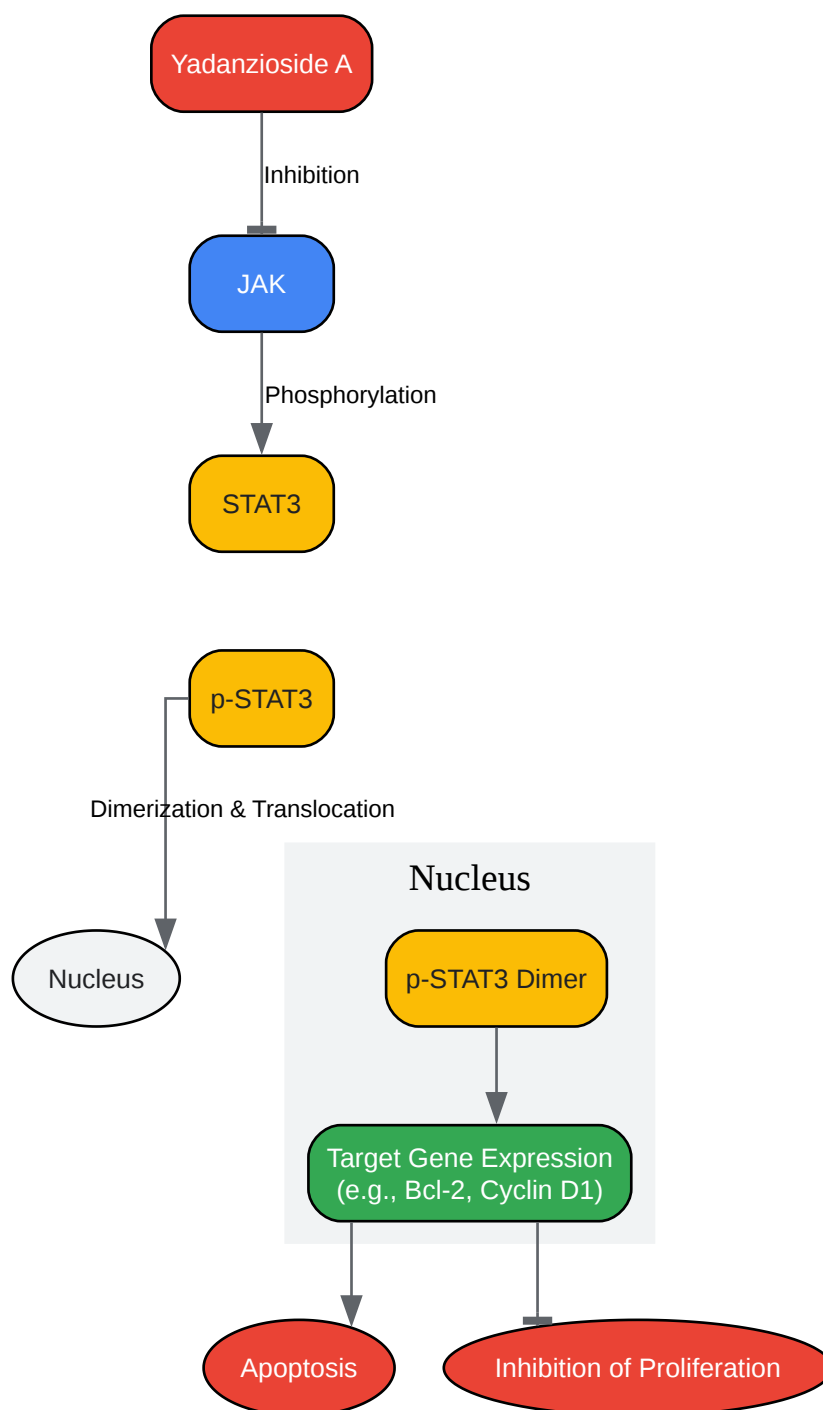 Yadanzioside A
Inhibition
JAK
Phosphorylation
STAT3
p-STAT3
Dimerization & Translocation
Nucleus
p-STAT3 Dimer
Nucleus
Target Gene Expression
(e.g., Bcl-2, Cyclin D1)
Apoptosis
Inhibition of Proliferation